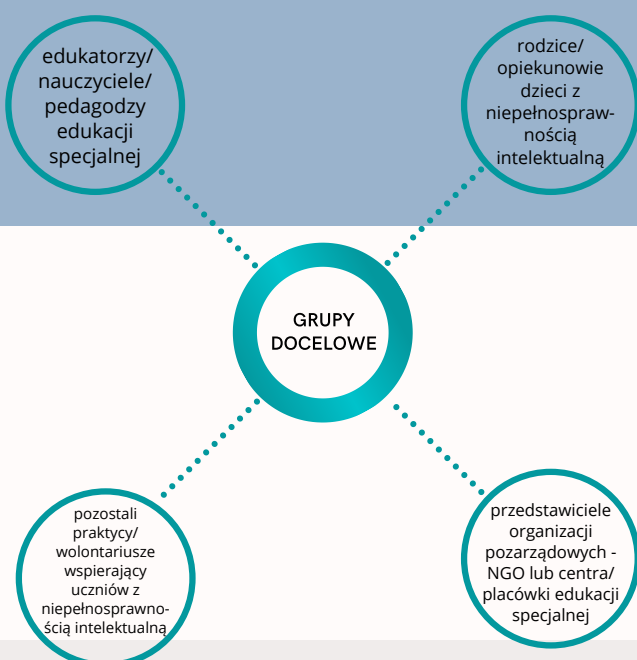 edukatorzy/
nauczyciele/
pedagodzy
edukacji
specjalnej
rodzice/
opiekunowie
dzieci z
niepełnospraw-
nością
intelektualną
GRUPY
DOCELOWE
pozostali
praktycy/
wolontariusze
wspierający
uczniów z
niepełnosprawno-
ścią intelektualną
przedstawiciele
organizacji
pozarządowych -
NGO lub centra/
placówki edukacji
specjalnej